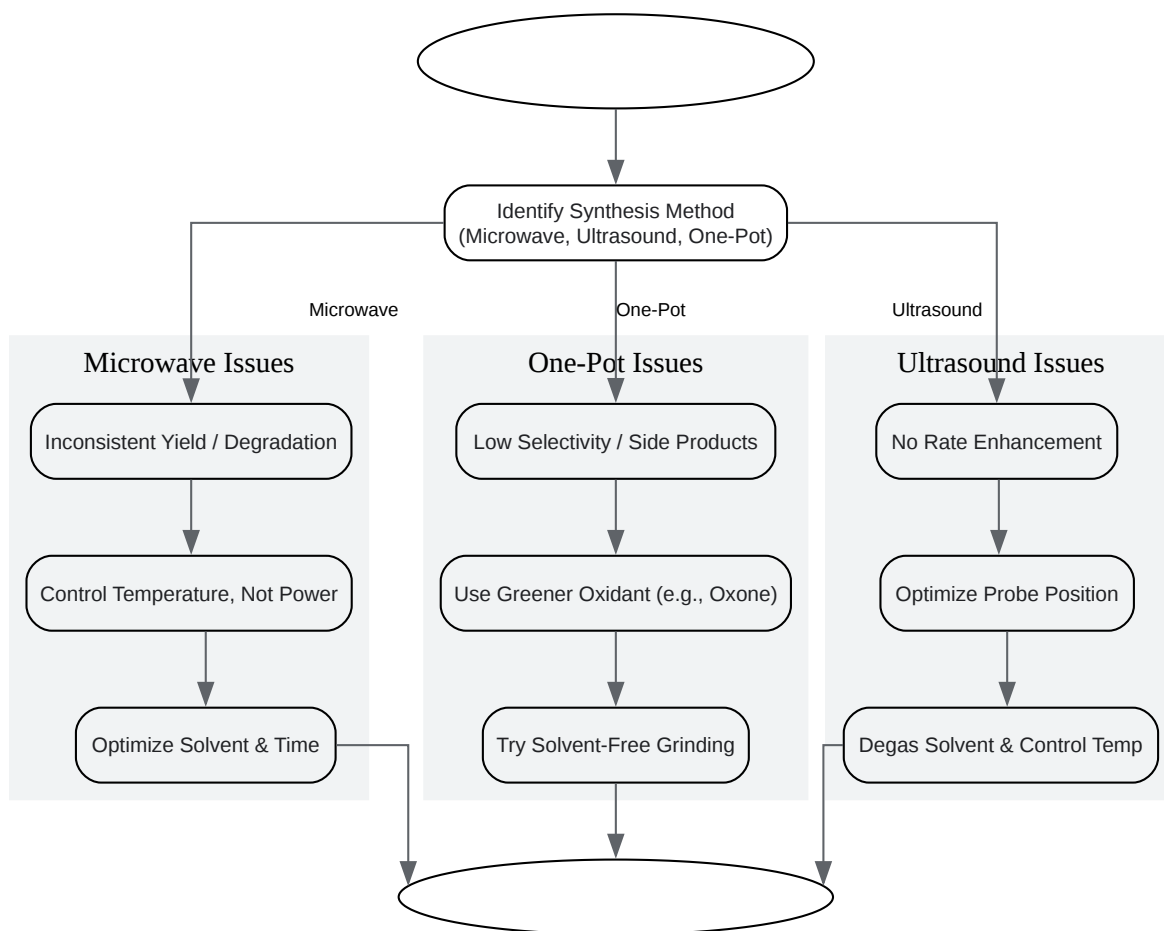 Identify Synthesis Method
(Microwave, Ultrasound, One-Pot)
Microwave
One-Pot
Ultrasound
Microwave Issues
One-Pot Issues
Ultrasound Issues
Inconsistent Yield / Degradation
Low Selectivity / Side Products
No Rate Enhancement
Control Temperature, Not Power
Use Greener Oxidant (e.g., Oxone)
Optimize Probe Position
Optimize Solvent & Time
Try Solvent-Free Grinding
Degas Solvent & Control Temp